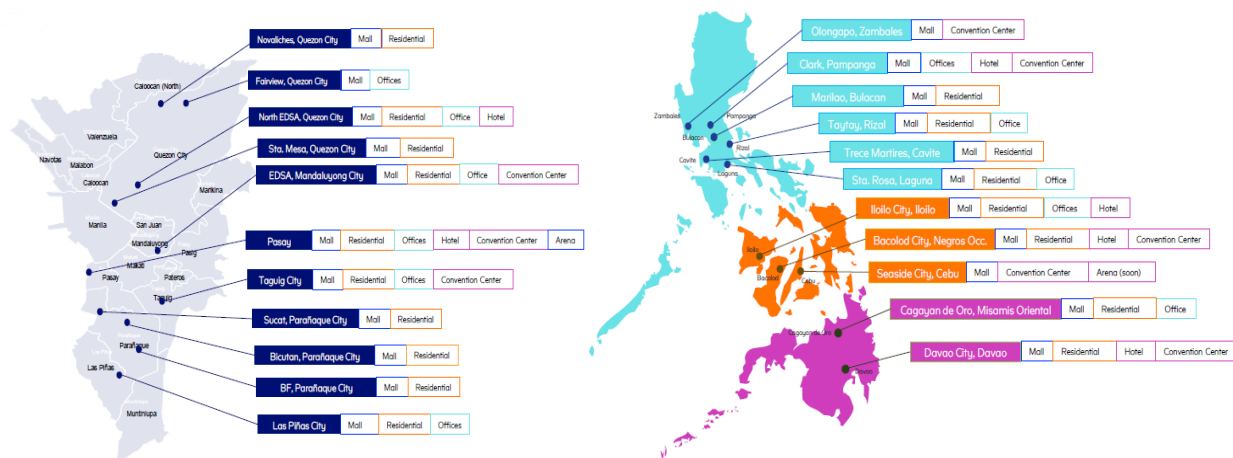 Novaliches, Quezon City Mall Residential
Fairview, Quezon City Mall Offices
North EDSA, Quezon City Mall Residential Office Hotel
Sta. Mesa, Quezon City Mall Residential
EDSA, Mandaluyong City Mall Residential Office Convention Center
Pasay Mall Residential Offices Hotel Convention Center Arena
Taguig City Mall Residential Offices Hotel Convention Center
Sucat, Parañaque City Mall Residential
Bicutan, Parañaque City Mall Residential
BF, Parañaque City Mall Residential
Las Piñas City Mall Residential Offices
Caloocan (North)
Valenzuela
Navotas
Malabon
Quezon City
Caloocan
Marikina
Manila
San Juan
Mandaluyong
Pasig
Makati
Pasay
Pateros
Taguig
Parañaque
Las Piñas
Muntinlupa
Olongapo, Zambales Mall Convention Center
Clark, Pampanga Mall Offices Hotel Convention Center
Marilao, Bulacan Mall Residential
Taytay, Rizal Mall Residential Office
Trece Martires, Cavite Mall Residential
Sta. Rosa, Laguna Mall Residential Office
Iloilo City, Iloilo Mall Residential Offices Hotel
Bacolod City, Negros Occ. Mall Residential Hotel Convention Center
Seaside City, Cebu Mall Convention Center Arena (soon)
Cagayan de Oro, Misamis Oriental Mall Residential Office
Davao City, Davao Mall Residential Hotel Convention Center
Zambales
Pampanga
Bulacan
Rizal
Cavite
Laguna
Iloilo
Bacolod
Cebu
Cagayan de Oro
Davao